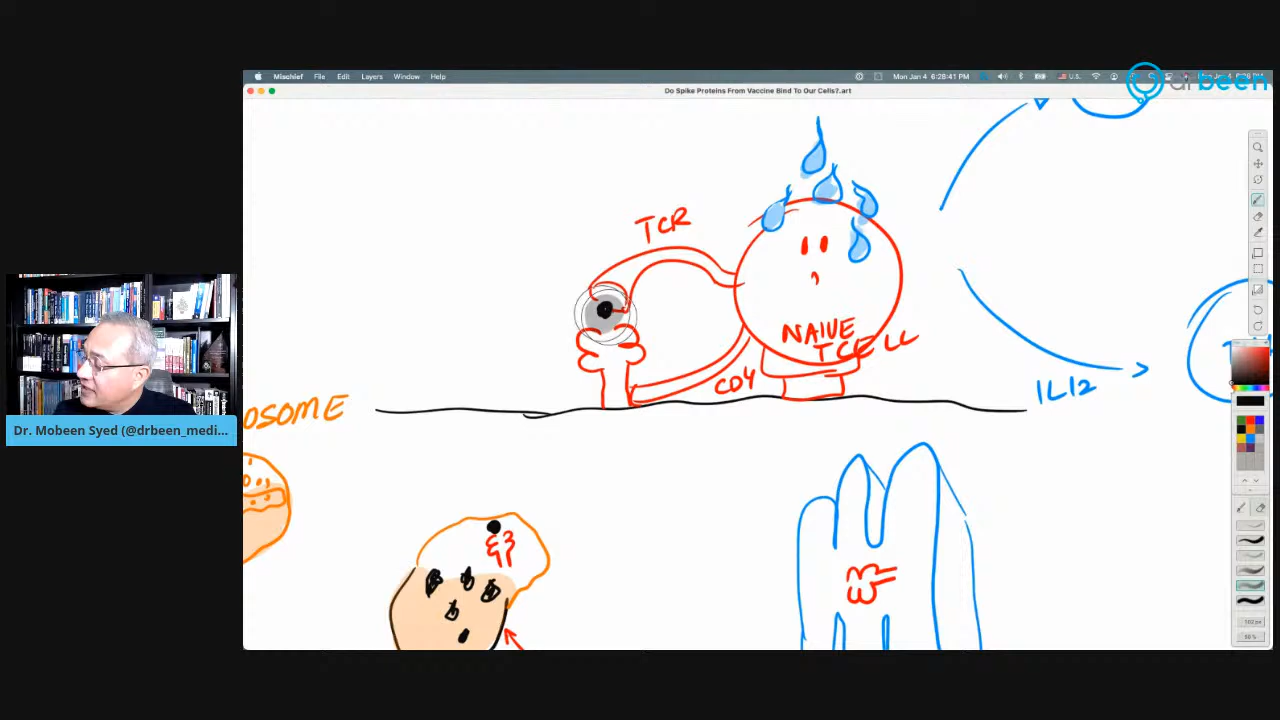 Mischief File Edit Layers Window Help
U.S.
Mon Jan 4 6:28:41 PM
drbeen
Do Spike Proteins From Vaccine Bind To Our Cells?.art
TCR
NAIVE
TCELL
CD4
IL12
OSOME
Dr. Mobeen Syed (@drbeen_medi...